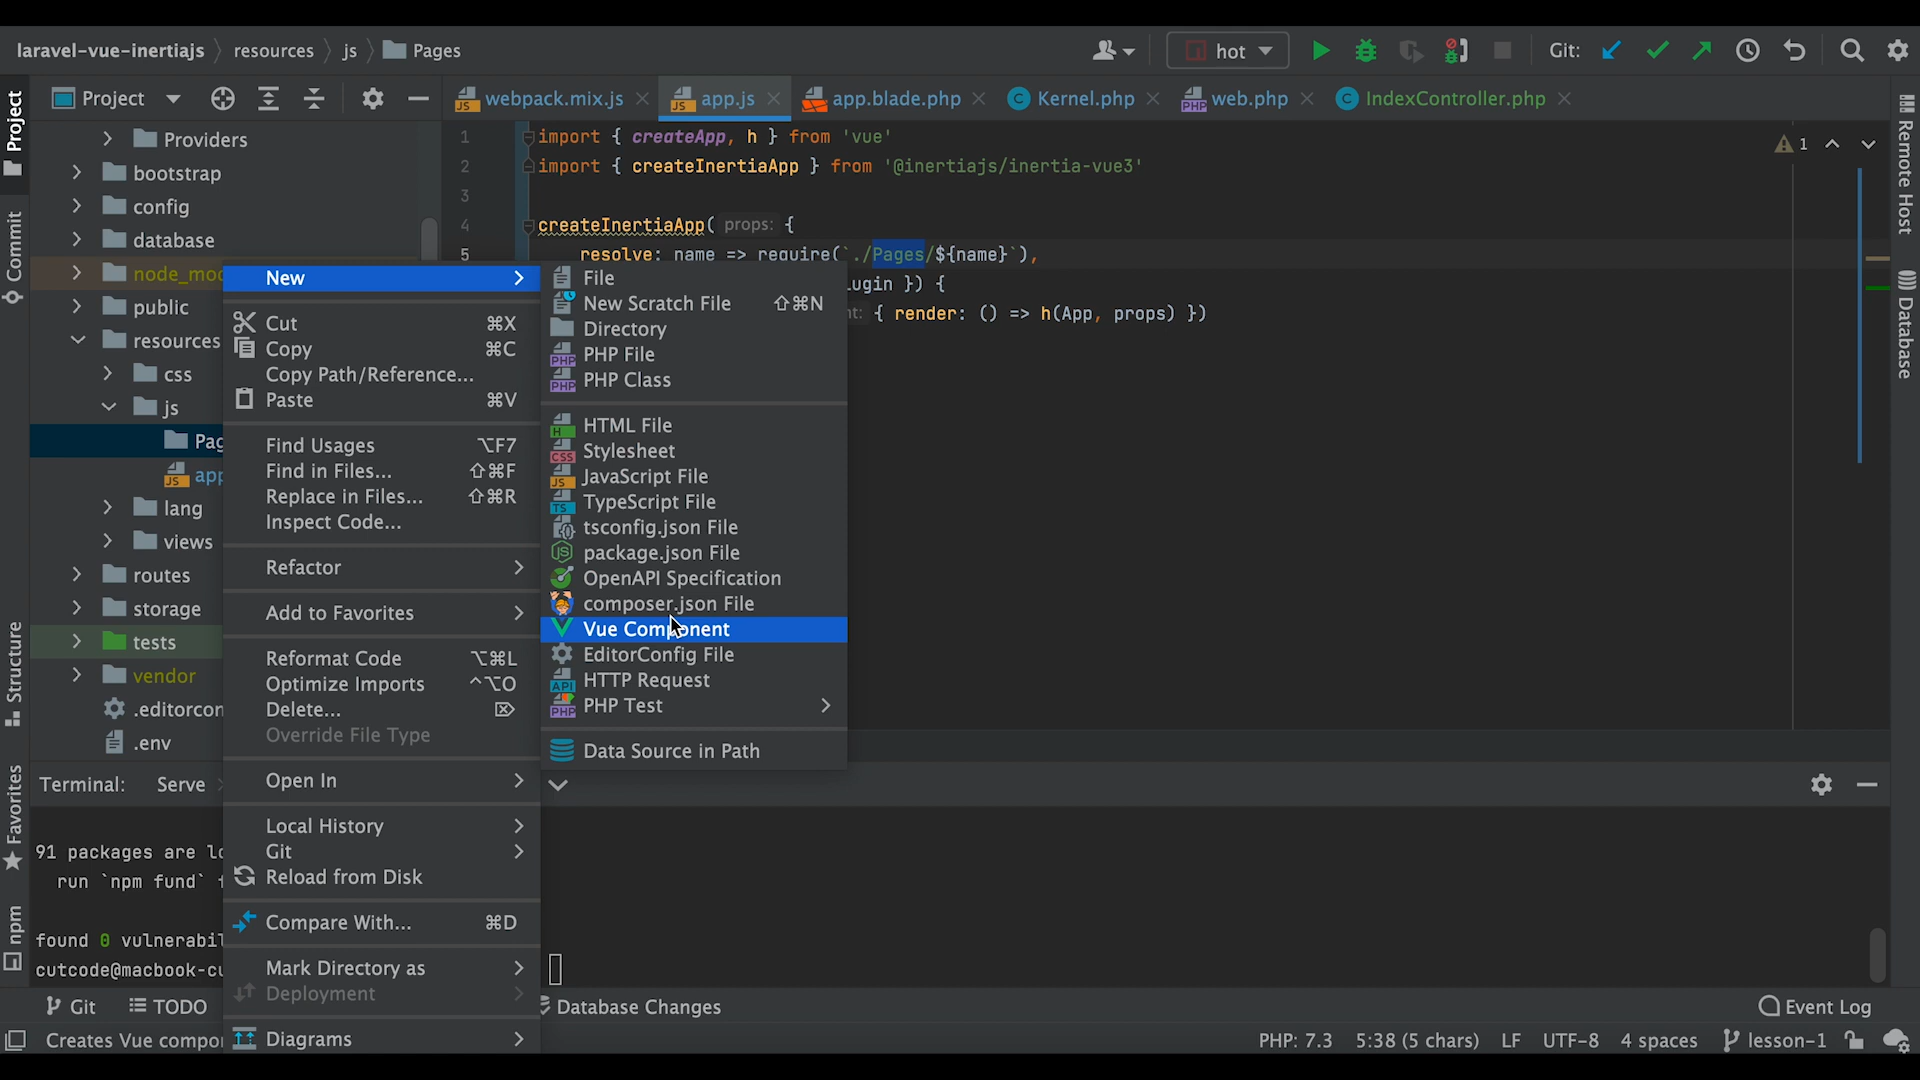 laravel-vue-inertiajs
resources
js
Pages
hot
Git:
Project
webpack.mix.js
app.js
app.blade.php
Kernel.php
web.php
IndexController.php
Project
Commit
Structure
Favorites
npm
Remote Host
Database
Providers
bootstrap
config
database
public
resources
css
js
lang
views
routes
storage
tests
vendor
.env
1 import { createApp, h } from 'vue'
2 import { createInertiaApp } from '@inertiajs/inertia-vue3'
3
4 createInertiaApp( props: {
5 resolve: name => require(`./Pages/${name}`),
}) {
{ render: () => h(App, props) })
1
New
Cut ⌘X
Copy ⌘C
Copy Path/Reference...
Paste ⌘V
Find Usages ⌥F7
Find in Files... ⇧⌘F
Replace in Files... ⇧⌘R
Inspect Code...
Refactor
Add to Favorites
Reformat Code ⌥⌘L
Optimize Imports ^⌥O
Delete... ⌦
Override File Type
Open In
Local History
Git
Reload from Disk
Compare With... ⌘D
Mark Directory as
Deployment
Diagrams
File
New Scratch File ⇧⌘N
Directory
PHP File
PHP Class
HTML File
Stylesheet
JavaScript File
TypeScript File
tsconfig.json File
package.json File
OpenAPI Specification
composer.json File
Vue Component
EditorConfig File
HTTP Request
PHP Test
Data Source in Path
Terminal:
Serve
91 packages are
run `npm fund`
found 0
Git
TODO
Database Changes
Event Log
Creates Vue
PHP: 7.3
5:38 (5 chars)
LF
UTF-8
4 spaces
lesson-1